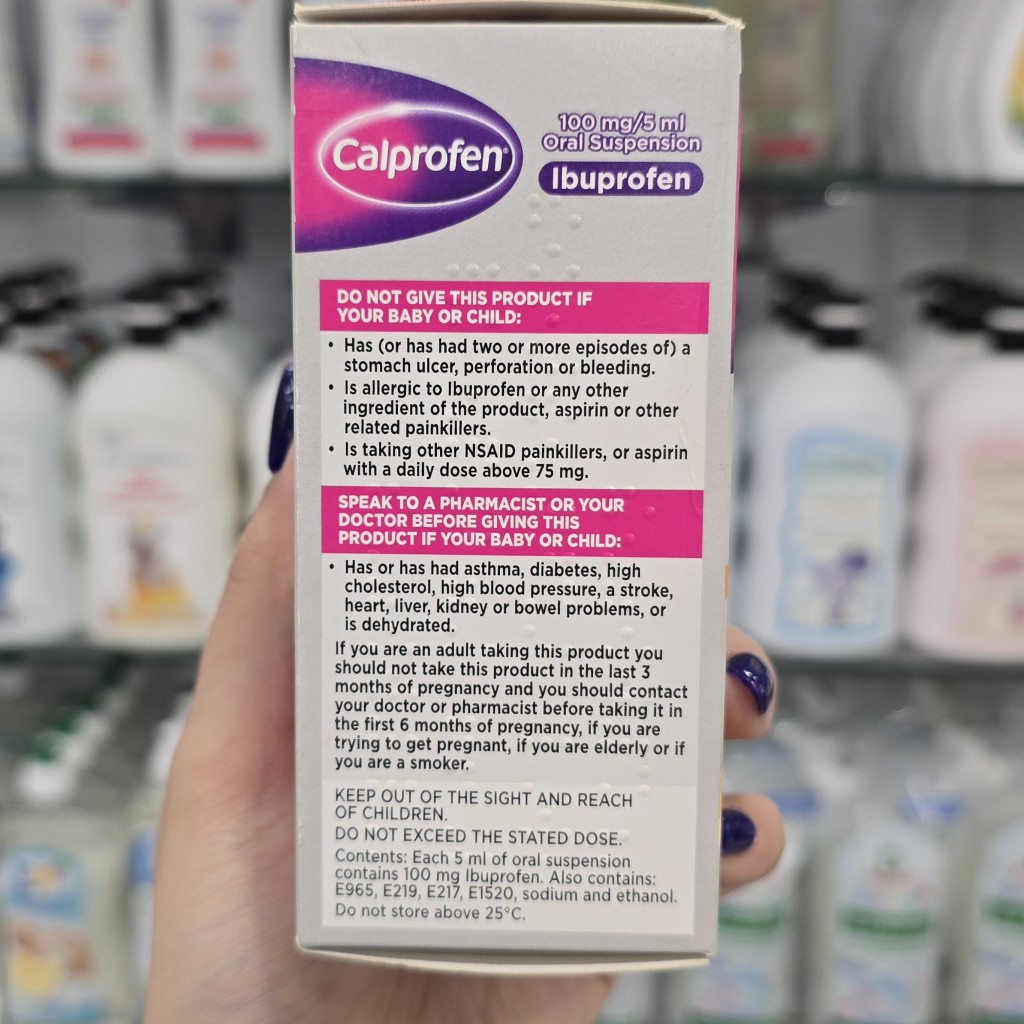 Calprofen®
100 mg/5 ml
Oral Suspension
Ibuprofen
DO NOT GIVE THIS PRODUCT IF
YOUR BABY OR CHILD:
• Has (or has had two or more episodes of) a
stomach ulcer, perforation or bleeding.
• Is allergic to Ibuprofen or any other
ingredient of the product, aspirin or other
related painkillers.
• Is taking other NSAID painkillers, or aspirin
with a daily dose above 75 mg.
SPEAK TO A PHARMACIST OR YOUR
DOCTOR BEFORE GIVING THIS
PRODUCT IF YOUR BABY OR CHILD:
• Has or has had asthma, diabetes, high
cholesterol, high blood pressure, a stroke,
heart, liver, kidney or bowel problems, or
is dehydrated.
If you are an adult taking this product you
should not take this product in the last 3
months of pregnancy and you should contact
your doctor or pharmacist before taking it in
the first 6 months of pregnancy, if you are
trying to get pregnant, if you are elderly or if
you are a smoker.
KEEP OUT OF THE SIGHT AND REACH
OF CHILDREN.
DO NOT EXCEED THE STATED DOSE.
Contents: Each 5 ml of oral suspension
contains 100 mg Ibuprofen. Also contains:
E965, E219, E217, E1520, sodium and ethanol.
Do not store above 25°C.